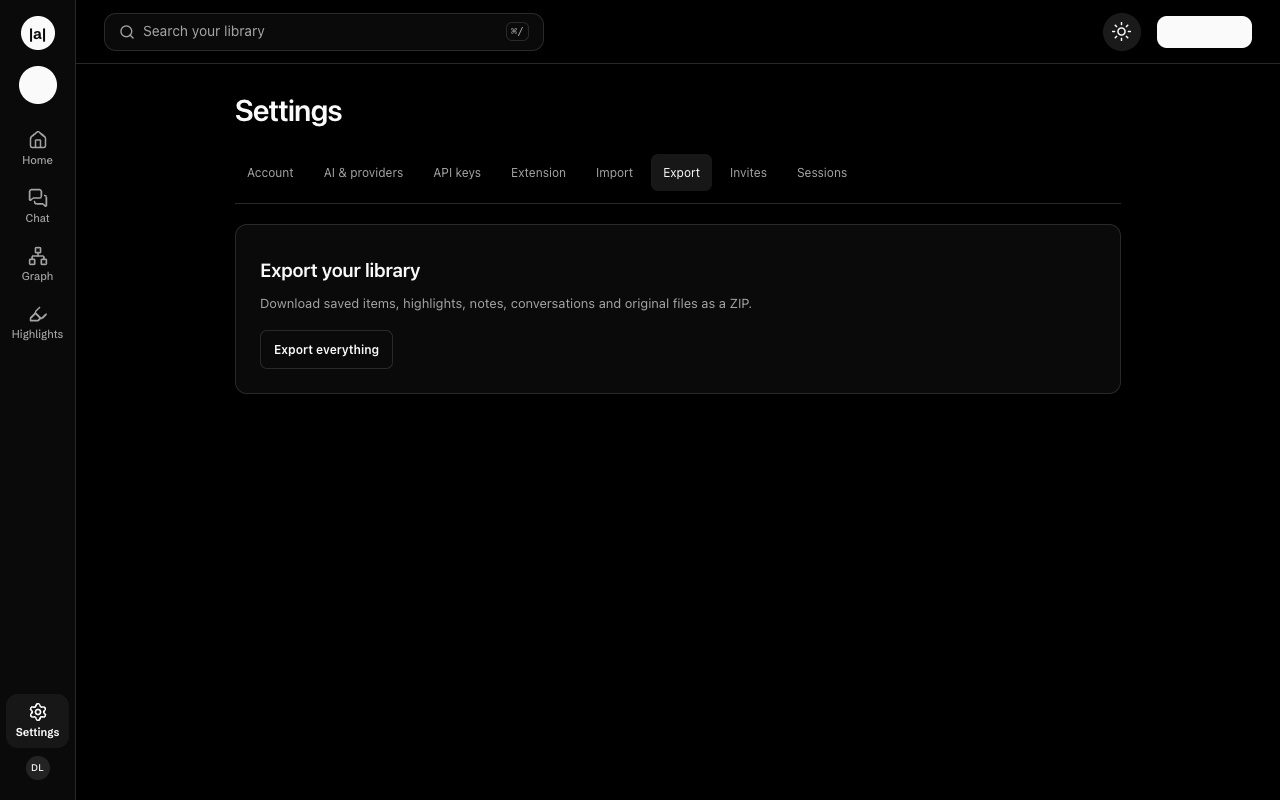 |a|
Search your library
⌘/
Home
Chat
Graph
Highlights
Settings
DL
Settings
Account
AI & providers
API keys
Extension
Import
Export
Invites
Sessions
Export your library
Download saved items, highlights, notes, conversations and original files as a ZIP.
Export everything